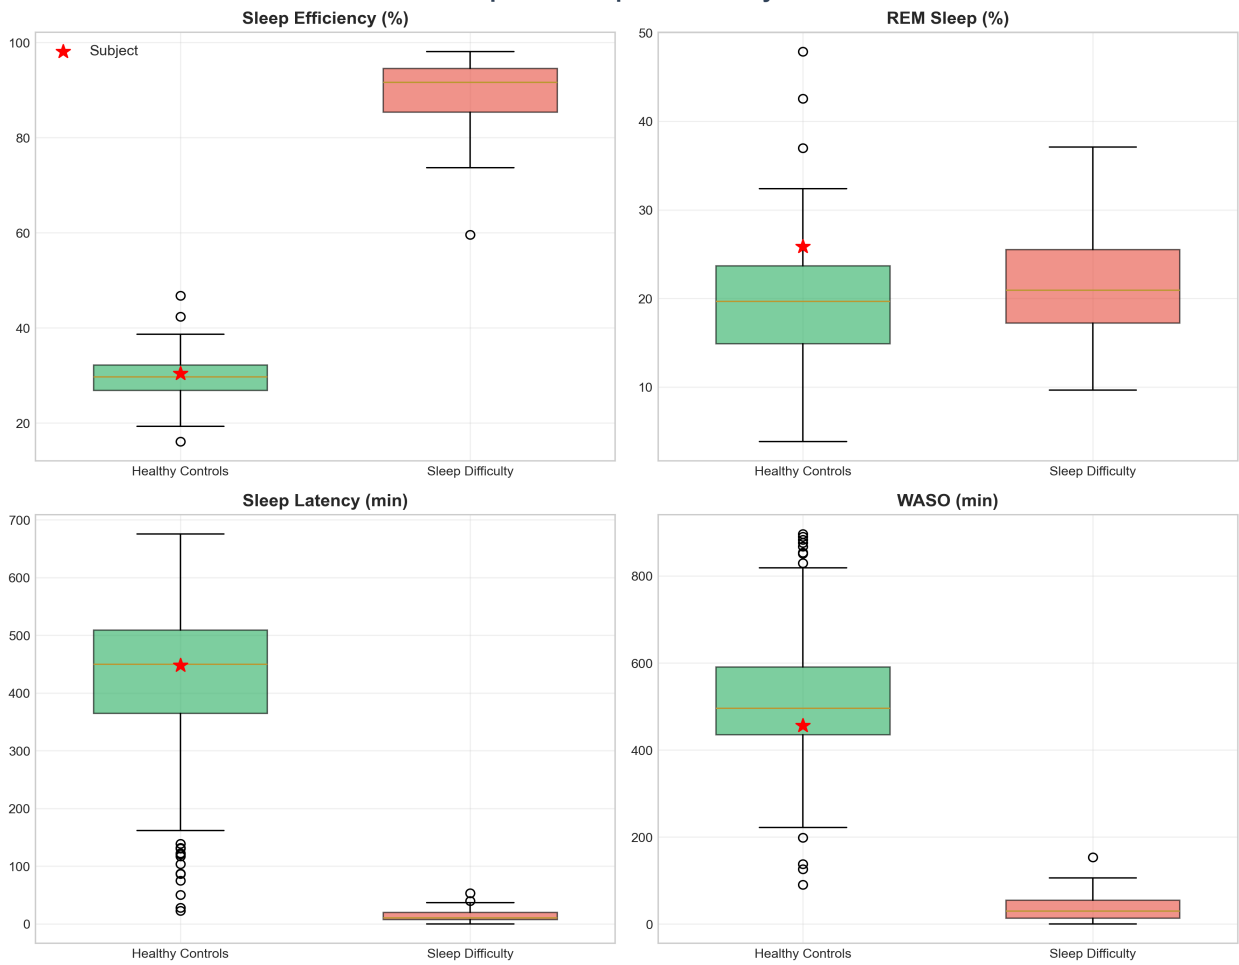 Sleep Efficiency (%)
100
80
60
40
20
Subject
Healthy Controls
Sleep Difficulty
REM Sleep (%)
50
40
30
20
10
Healthy Controls
Sleep Difficulty
Sleep Latency (min)
700
600
500
400
300
200
100
0
Healthy Controls
Sleep Difficulty
WASO (min)
800
600
400
200
0
Healthy Controls
Sleep Difficulty